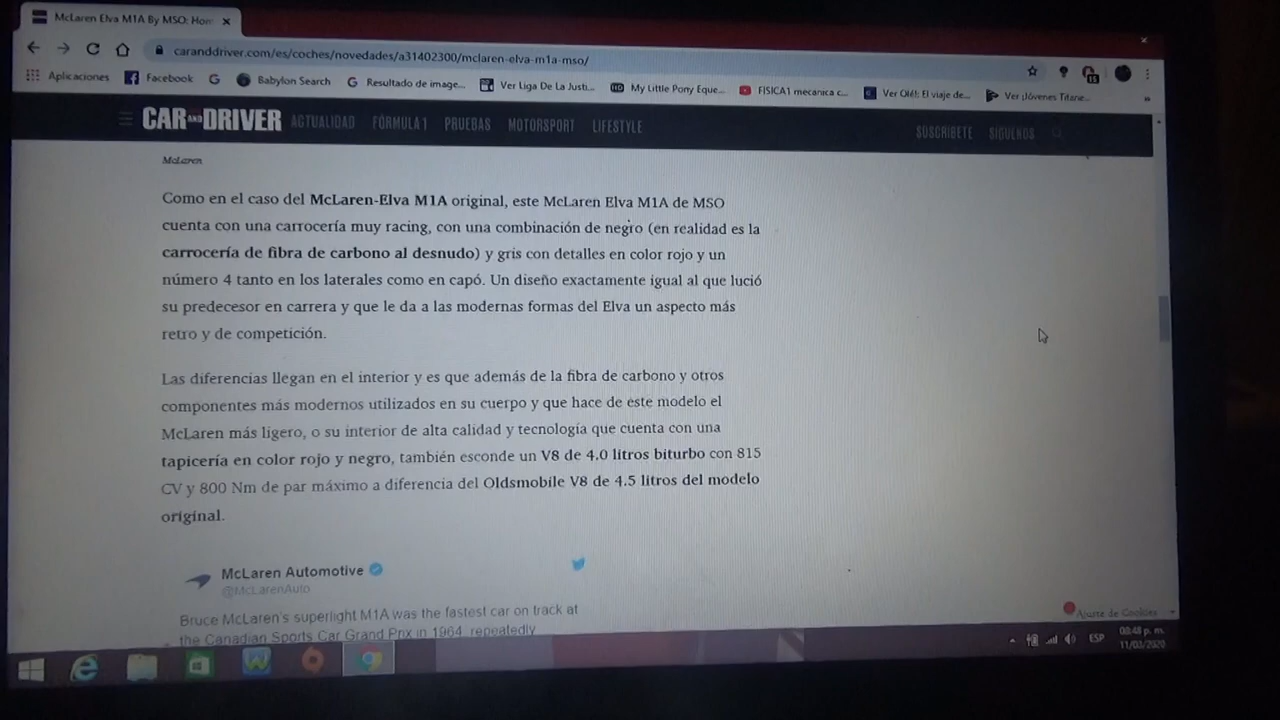 McLaren Elva M1A By MSO: Hom
caranddriver.com/es/coches/novedades/a31402300/mclaren-elva-m1a-mso/
Aplicaciones Facebook Babylon Search Resultado de image... Ver Liga De La Justi... My Little Pony Eque... FISICA1 mecanica c... Ver Olé!: El viaje de... Ver ¡Jóvenes Titane... »
CAR AND DRIVER ACTUALIDAD FÓRMULA 1 PRUEBAS MOTORSPORT LIFESTYLE SUSCRÍBETE SÍGUENOS
McLaren
Como en el caso del McLaren-Elva M1A original, este McLaren Elva M1A de MSO
cuenta con una carrocería muy racing, con una combinación de negro (en realidad es la
carrocería de fibra de carbono al desnudo) y gris con detalles en color rojo y un
número 4 tanto en los laterales como en capó. Un diseño exactamente igual al que lució
su predecesor en carrera y que le da a las modernas formas del Elva un aspecto más
retro y de competición.
Las diferencias llegan en el interior y es que además de la fibra de carbono y otros
componentes más modernos utilizados en su cuerpo y que hace de este modelo el
McLaren más ligero, o su interior de alta calidad y tecnología que cuenta con una
tapicería en color rojo y negro, también esconde un V8 de 4.0 litros biturbo con 815
CV y 800 Nm de par máximo a diferencia del Oldsmobile V8 de 4.5 litros del modelo
original.
McLaren Automotive
@McLarenAuto
Bruce McLaren's superlight M1A was the fastest car on track at
the Canadian Sports Car Grand Prix in 1964, repeatedly
Ajuste de Cookies
ESP 08:48 p. m.
11/03/2020